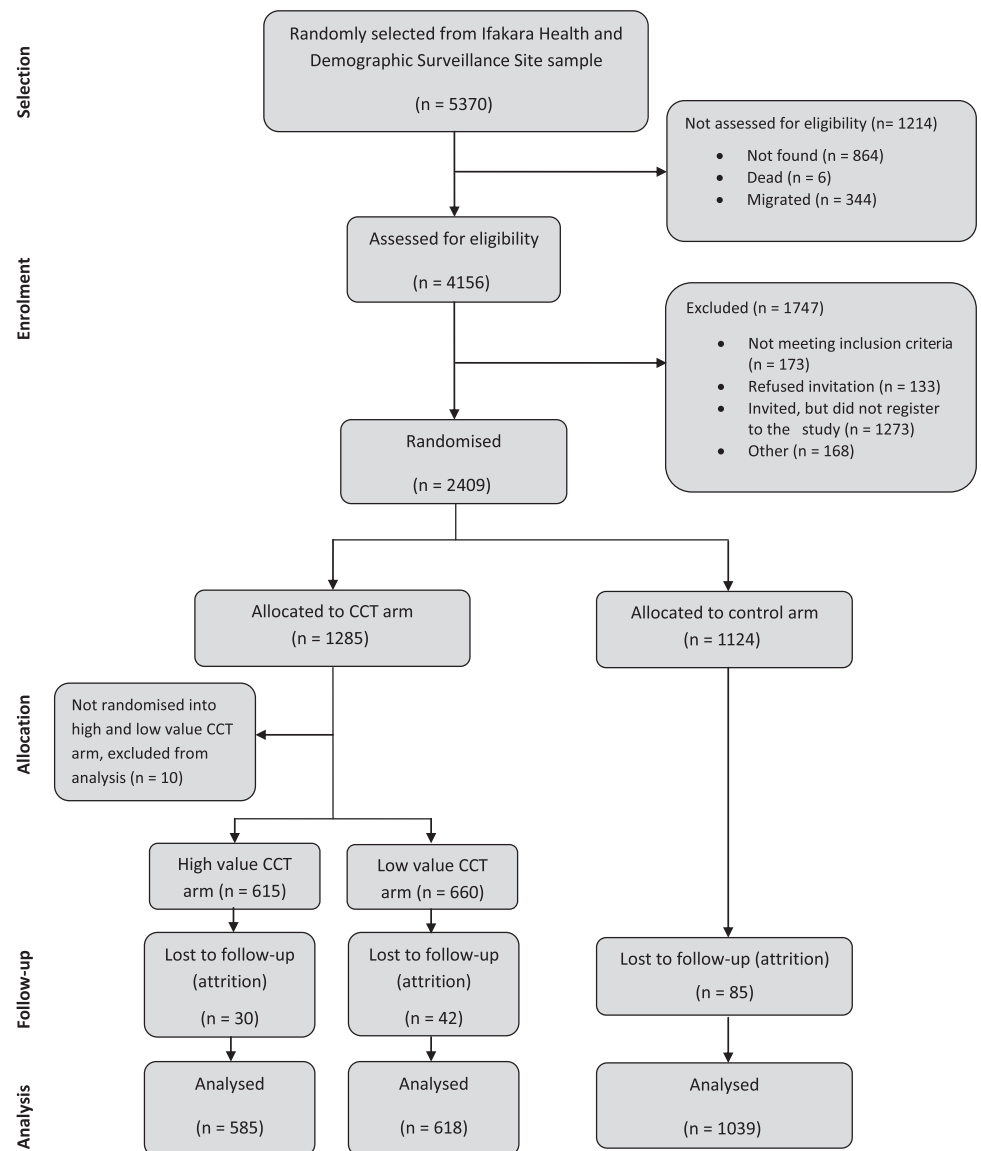 Selection
Randomly selected from Ifakara Health and
Demographic Surveillance Site sample
(n = 5370)
Not assessed for eligibility (n= 1214)
• Not found (n = 864)
• Dead (n = 6)
• Migrated (n = 344)
Enrolment
Assessed for eligibility
(n = 4156)
Excluded (n = 1747)
• Not meeting inclusion criteria
(n = 173)
• Refused invitation (n = 133)
• Invited, but did not register
to the study (n = 1273)
• Other (n = 168)
Randomised
(n = 2409)
Allocation
Allocated to CCT arm
(n = 1285)
Allocated to control arm
(n = 1124)
Not randomised into
high and low value CCT
arm, excluded from
analysis (n = 10)
High value CCT
arm (n = 615)
Low value CCT
arm (n = 660)
Follow-up
Lost to follow-up
(attrition)
(n = 30)
Lost to follow-up
(attrition)
(n = 42)
Lost to follow-up (attrition)
(n = 85)
Analysis
Analysed
(n = 585)
Analysed
(n = 618)
Analysed
(n = 1039)